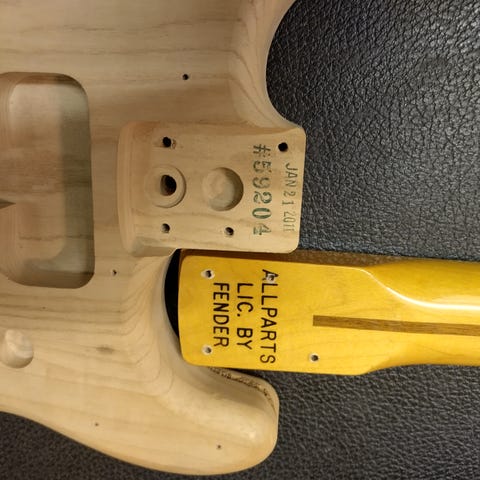 JAN 21 2011
#59204
ALLPARTS
LIC. BY
FENDER